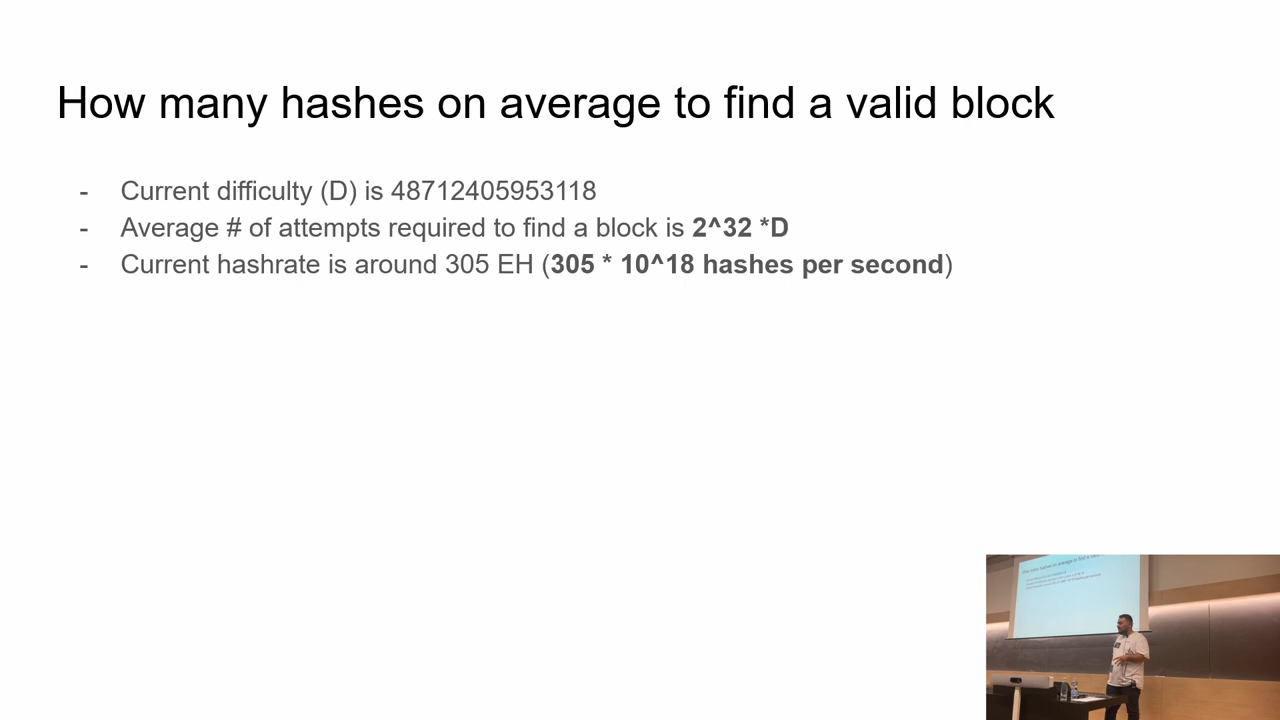 How many hashes on average to find a valid block
- Current difficulty (D) is 48712405953118
- Average # of attempts required to find a block is 2^32 *D
- Current hashrate is around 305 EH (305 * 10^18 hashes per second)